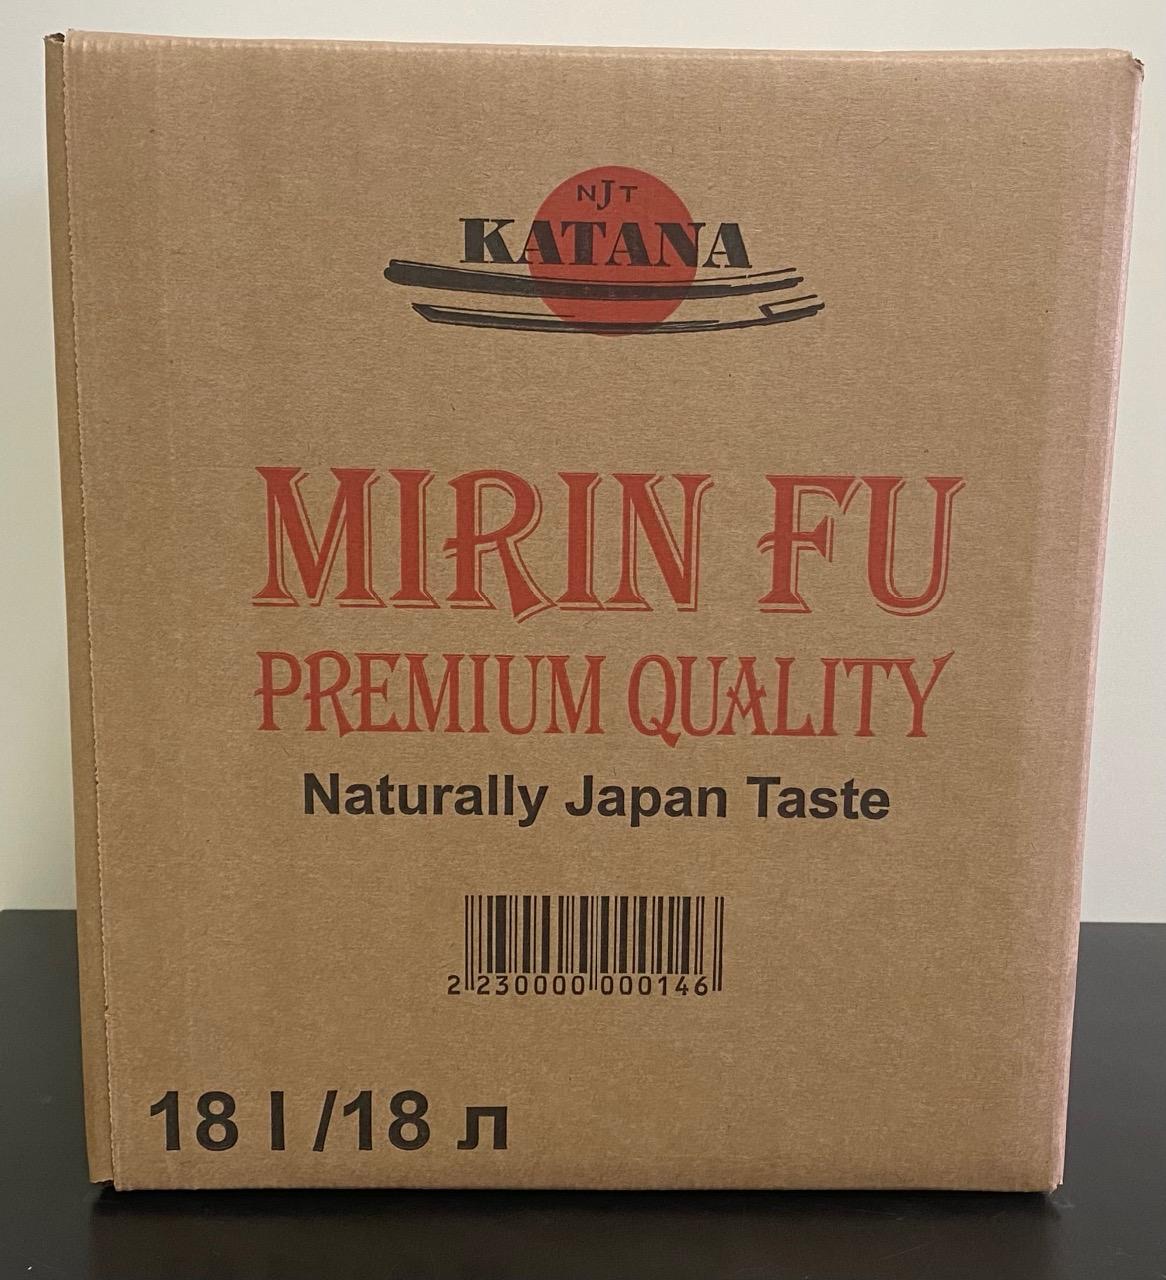 NJT
KATANA
MIRIN FU
PREMIUM QUALITY
Naturally Japan Taste
2 230000 000146
18 l /18 л